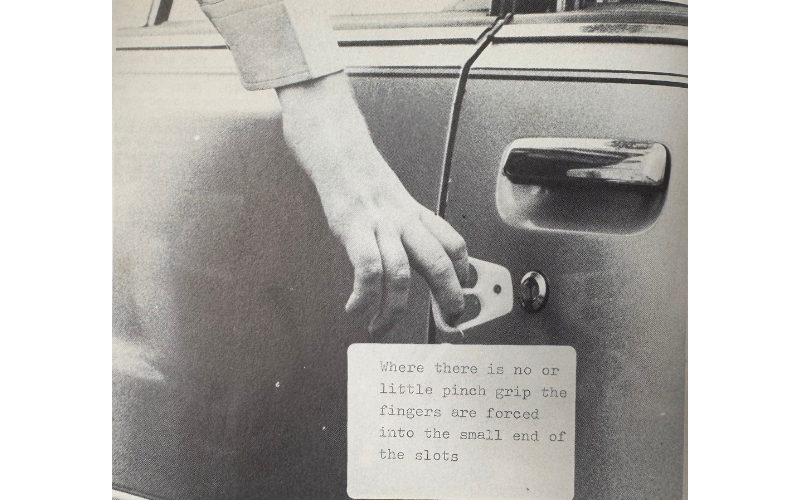 Where there is no or
little pinch grip the
fingers are forced
into the small end of
the slots